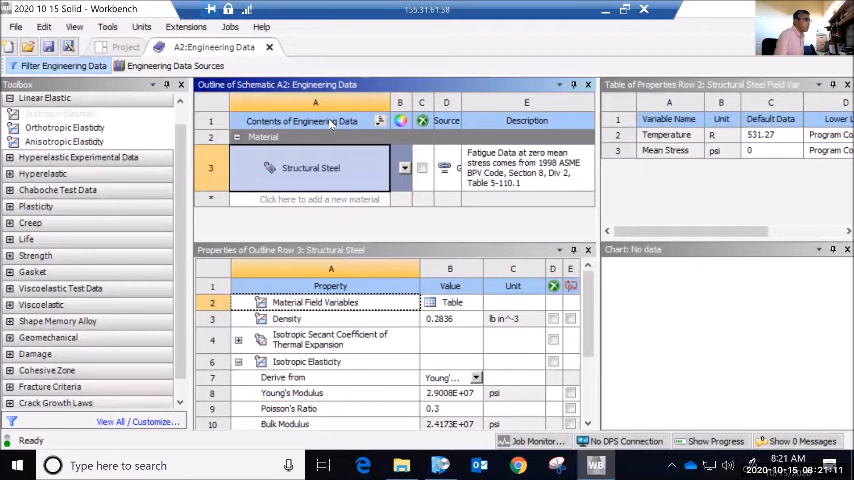 2020 10 15 Solid - Workbench
155.31.61.58
File Edit View Tools Units Extensions Jobs Help
Project
A2:Engineering Data
Filter Engineering Data
Engineering Data Sources
Toolbox
Linear Elastic
Isotropic Elasticity
Orthotropic Elasticity
Anisotropic Elasticity
Hyperelastic Experimental Data
Hyperelastic
Chaboche Test Data
Plasticity
Creep
Life
Strength
Gasket
Viscoelastic Test Data
Viscoelastic
Shape Memory Alloy
Geomechanical
Damage
Cohesive Zone
Fracture Criteria
Crack Growth Laws
View All / Customize...
Outline of Schematic A2: Engineering Data
A B C D E
1 Contents of Engineering Data Source Description
2 Material
3 Structural Steel G
Fatigue Data at zero mean
stress comes from 1998 ASME
BPV Code, Section 8, Div 2,
Table 5-110.1
* Click here to add a new material
Properties of Outline Row 3: Structural Steel
A B C D E
1 Property Value Unit
2 Material Field Variables Table
3 Density 0.2836 lb in^-3
4 Isotropic Secant Coefficient of
Thermal Expansion
6 Isotropic Elasticity
7 Derive from Young'...
8 Young's Modulus 2.9008E+07 psi
9 Poisson's Ratio 0.3
10 Bulk Modulus 2.4173E+07 psi
Table of Properties Row 2: Structural Steel Field Var
A B C D
1 Variable Name Unit Default Data Lower L
2 Temperature R 531.27 Program Co
3 Mean Stress psi 0 Program Co
Chart: No data
Ready
Job Monitor...
No DPS Connection
Show Progress
Show 0 Messages
Type here to search
WB
8:21 AM
2020-10-15 08:21:11